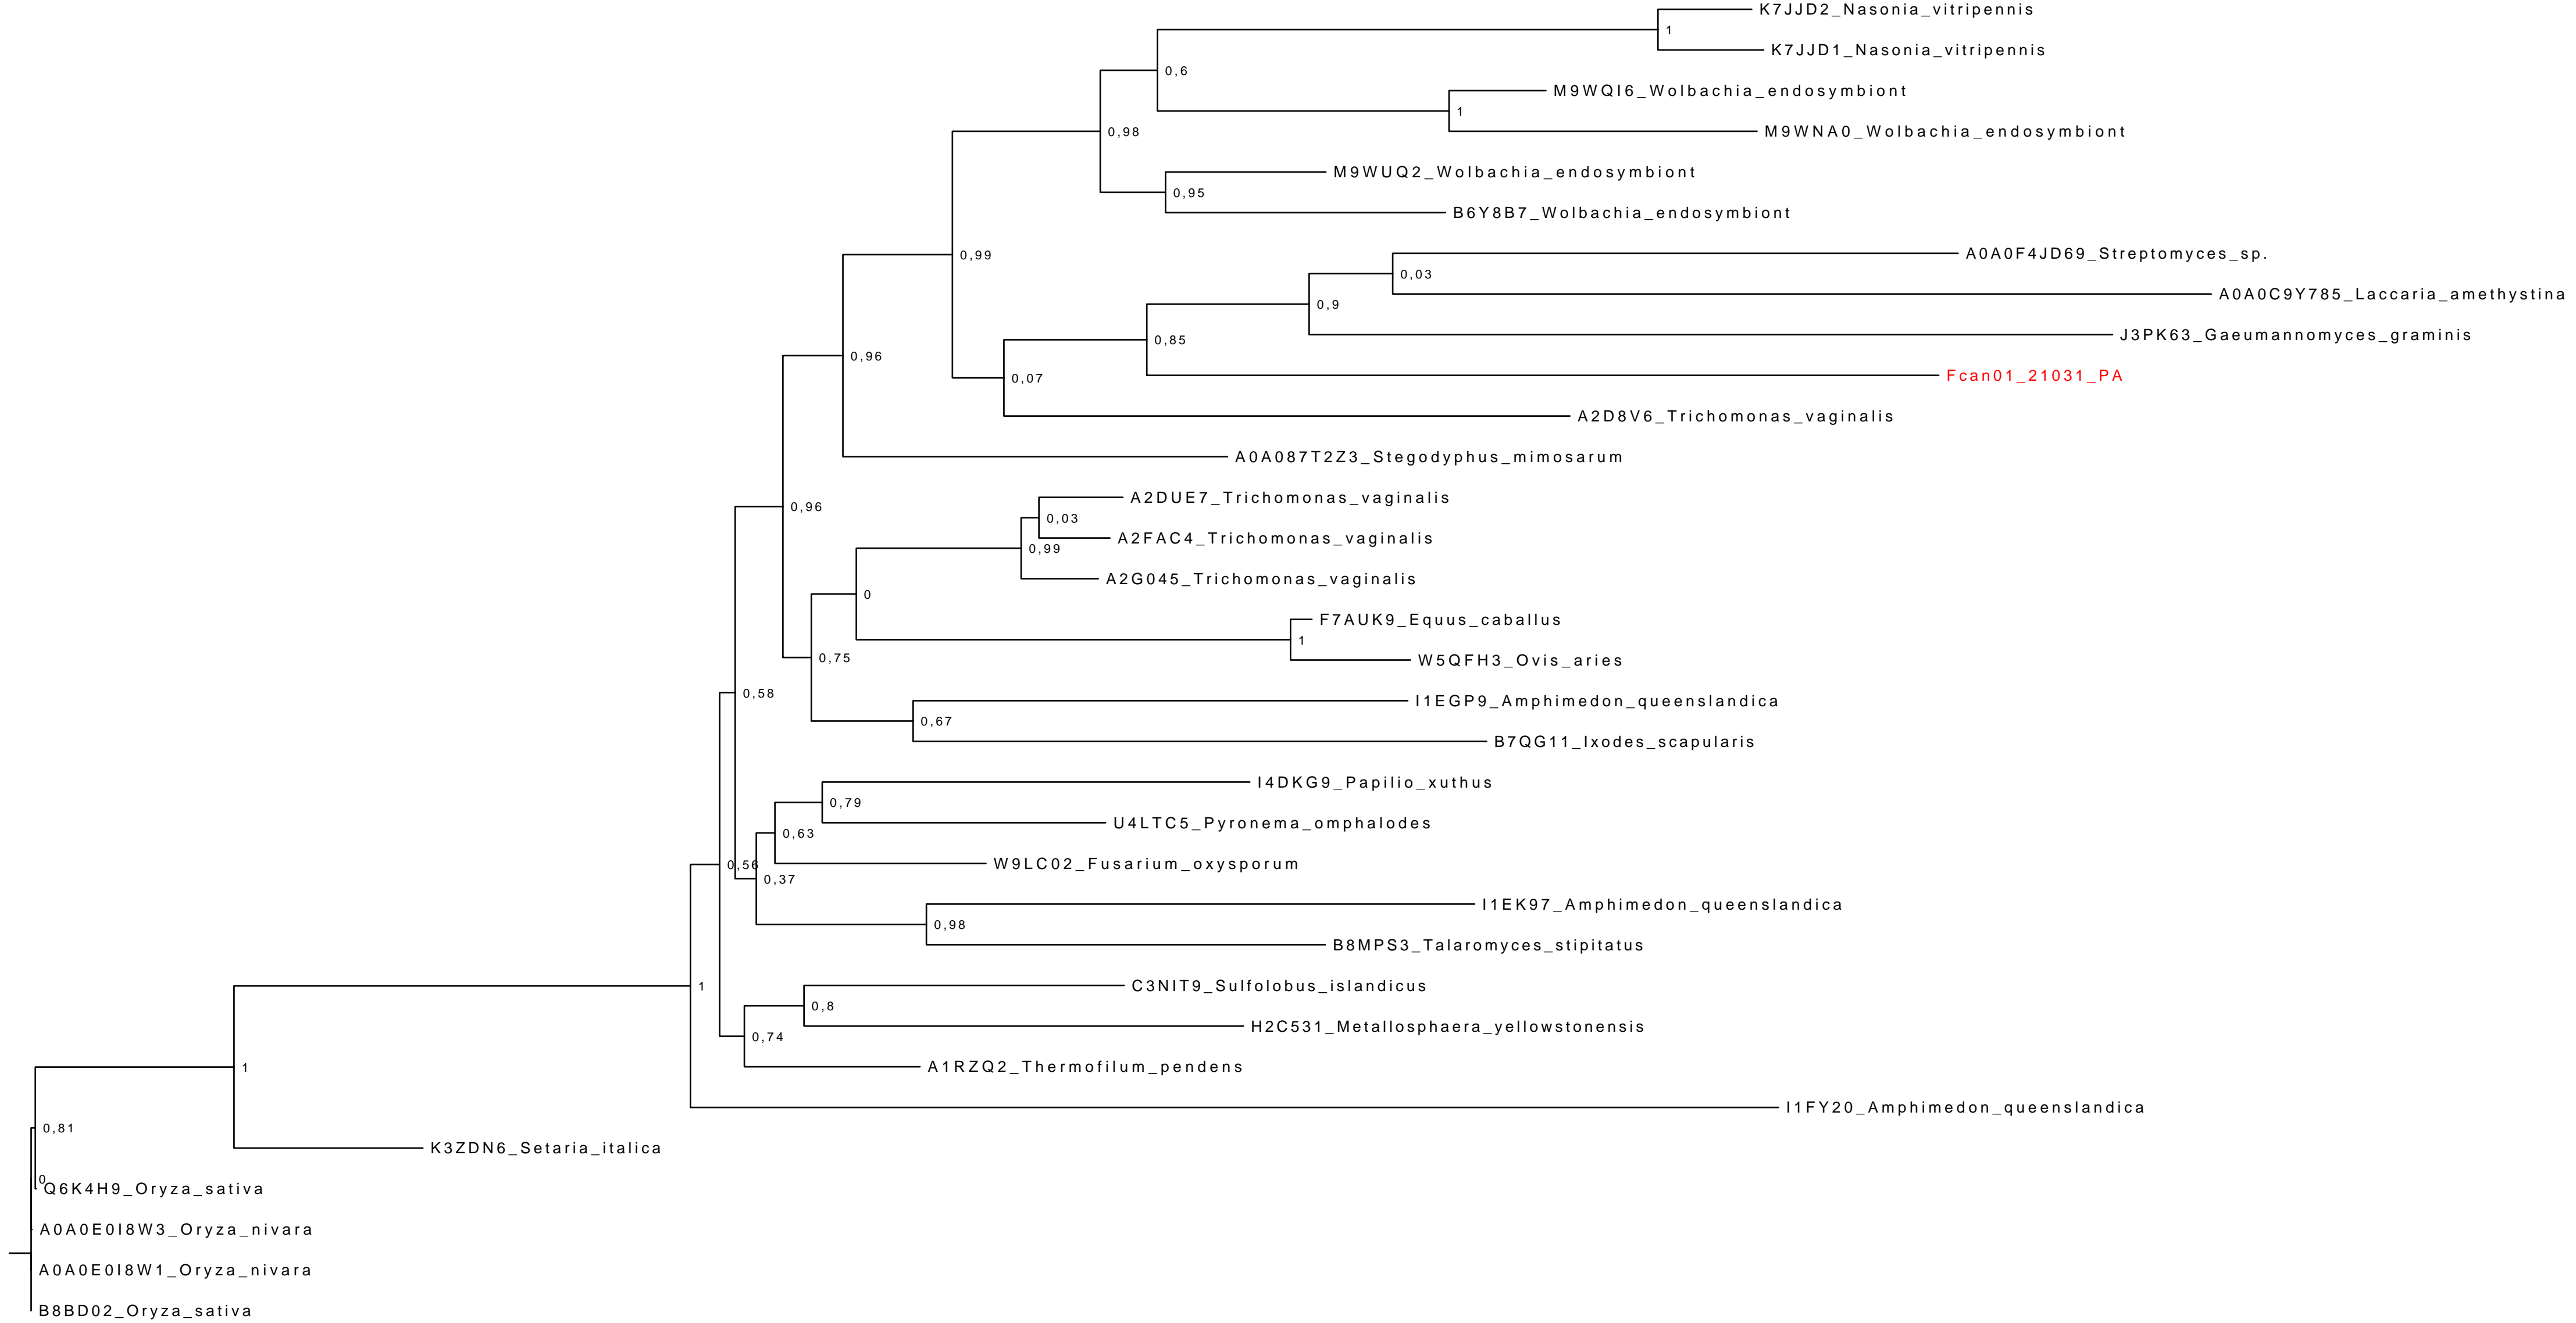 K7JJD2_Nasonia_vitripennis
1
K7JJD1_Nasonia_vitripennis
0,6
M9WQI6_Wolbachia_endosymbiont
1
M9WNA0_Wolbachia_endosymbiont
0,98
M9WUQ2_Wolbachia_endosymbiont
0,95
B6Y8B7_Wolbachia_endosymbiont
0,99
A0A0F4JD69_Streptomyces_sp.
0,03
A0A0C9Y785_Laccaria_amethystina
0,9
J3PK63_Gaeumannomyces_graminis
0,85
0,96
Fcan01_21031_PA
0,07
A2D8V6_Trichomonas_vaginalis
A0A087T2Z3_Stegodyphus_mimosarum
A2DUE7_Trichomonas_vaginalis
0,96
0,03
A2FAC4_Trichomonas_vaginalis
0,99
A2G045_Trichomonas_vaginalis
0
F7AUK9_Equus_caballus
1
0,75
W5QFH3_Ovis_aries
0,58
I1EGP9_Amphimedon_queenslandica
0,67
B7QG11_Ixodes_scapularis
I4DKG9_Papilio_xuthus
0,79
U4LTC5_Pyronema_omphalodes
0,63
0,56
W9LC02_Fusarium_oxysporum
0,37
I1EK97_Amphimedon_queenslandica
0,98
B8MPS3_Talaromyces_stipitatus
1
C3NIT9_Sulfolobus_islandicus
0,8
H2C531_Metallosphaera_yellowstonensis
0,74
1
A1RZQ2_Thermofilum_pendens
I1FY20_Amphimedon_queenslandica
0,81
K3ZDN6_Setaria_italica
0
Q6K4H9_Oryza_sativa
A0A0E0I8W3_Oryza_nivara
A0A0E0I8W1_Oryza_nivara
B8BD02_Oryza_sativa